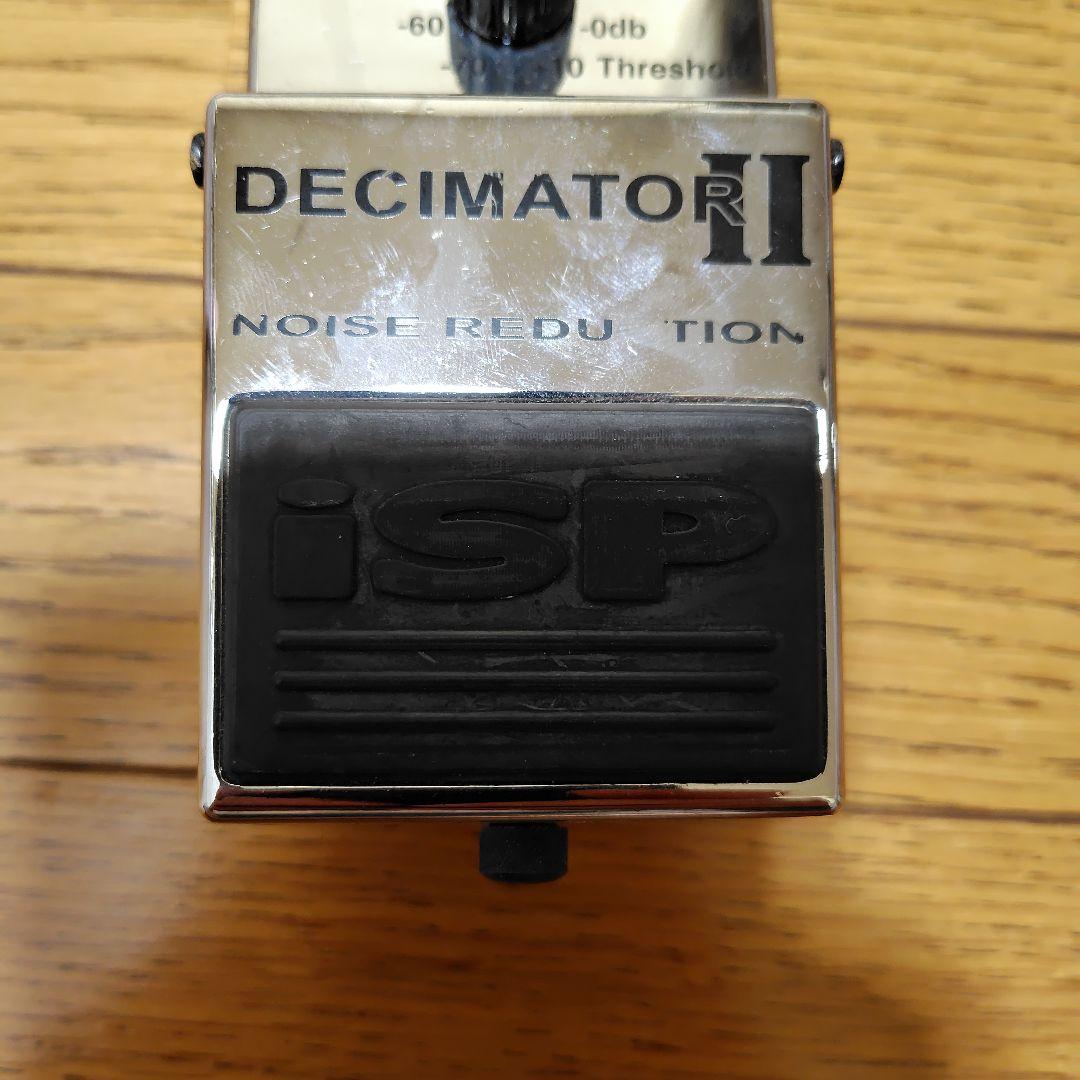 -60 -0db
-70 +10 Threshold
DECIMATOR II
NOISE REDU TION
iSP